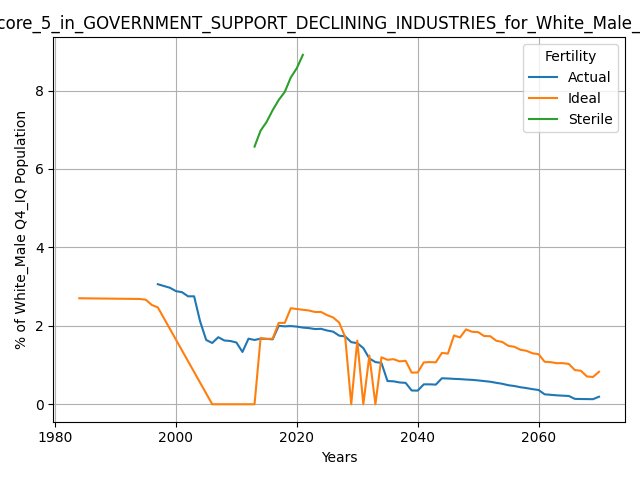 core_5_in_GOVERNMENT_SUPPORT_DECLINING_INDUSTRIES_for_White_Male_
Fertility
Actual
Ideal
Sterile
% of White_Male Q4_IQ Population
8
6
4
2
0
1980 2000 2020 2040 2060
Years